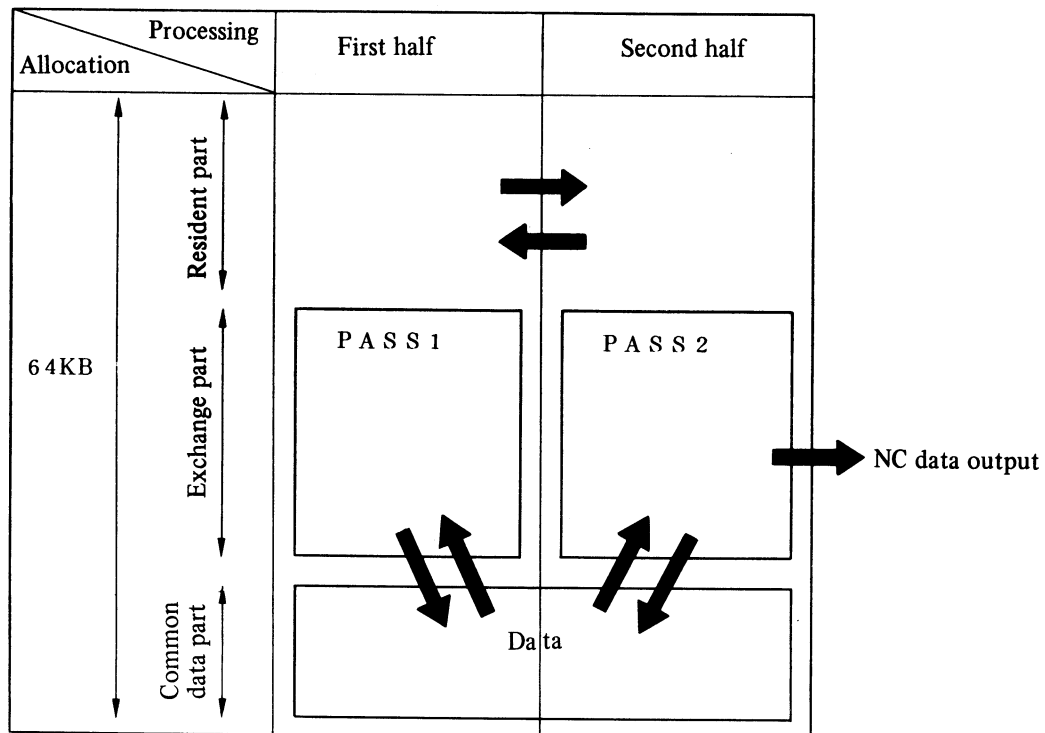 Processing
Allocation
First half
Second half
Resident part
64KB
Exchange part
PASS1
PASS2
NC data output
Common
data part
Data